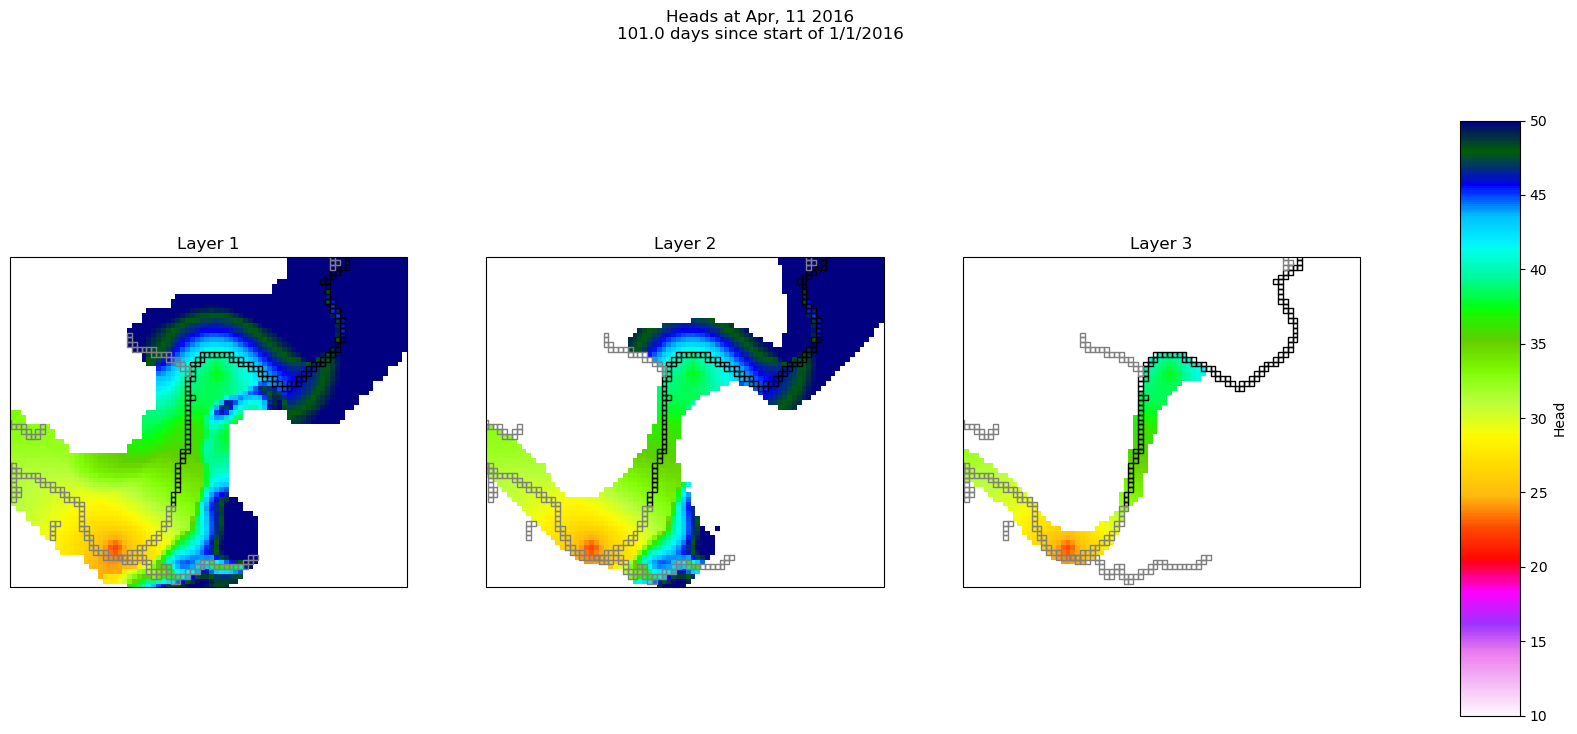 Heads at Apr, 11 2016
101.0 days since start of 1/1/2016
Layer 1
Layer 2
Layer 3
50
45
40
35
30
25
20
15
10
Head